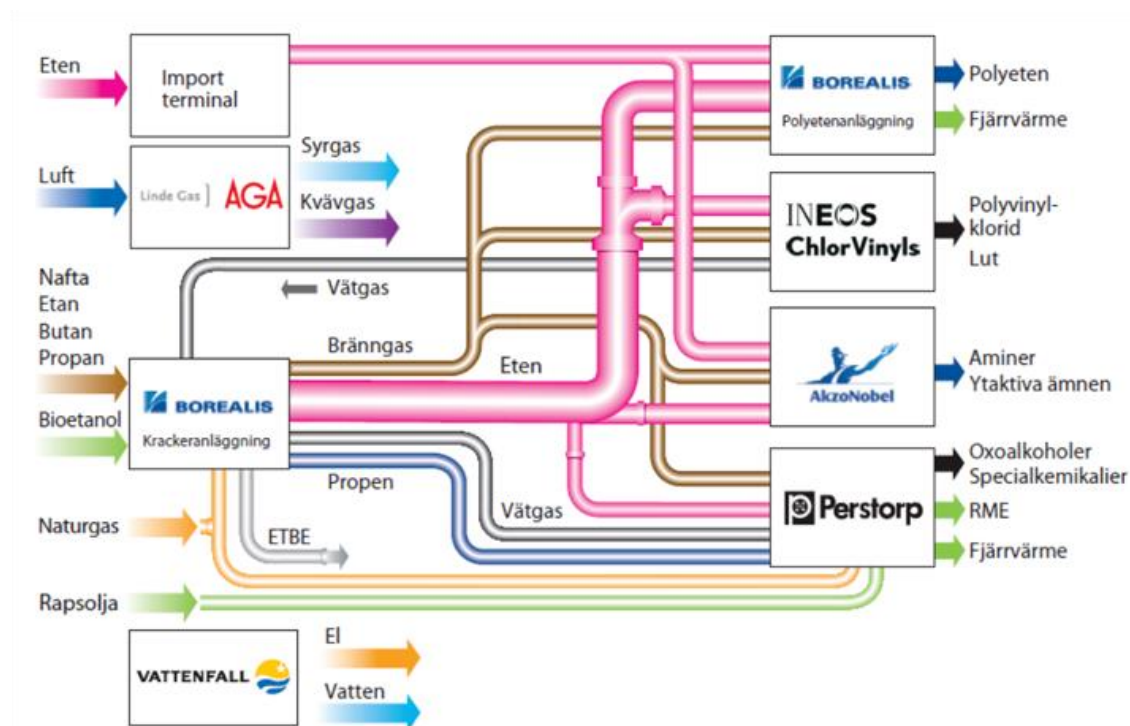 Eten
Import
terminal
BOREALIS
Polyetenanläggning
Polyeten
Fjärrvärme
Luft
Linde Gas
AGA
Syrgas
Kvävgas
INEOS
ChlorVinyls
Polyvinyl-
klorid
Lut
Nafta
Etan
Butan
Propan
Vätgas
Bränngas
Eten
AkzoNobel
Aminer
Ytaktiva ämnen
Bioetanol
BOREALIS
Krackeranläggning
Propen
Vätgas
Perstorp
Oxoalkoholer
Specialkemikalier
RME
Fjärrvärme
Naturgas
ETBE
Rapsolja
VATTENFALL
El
Vatten